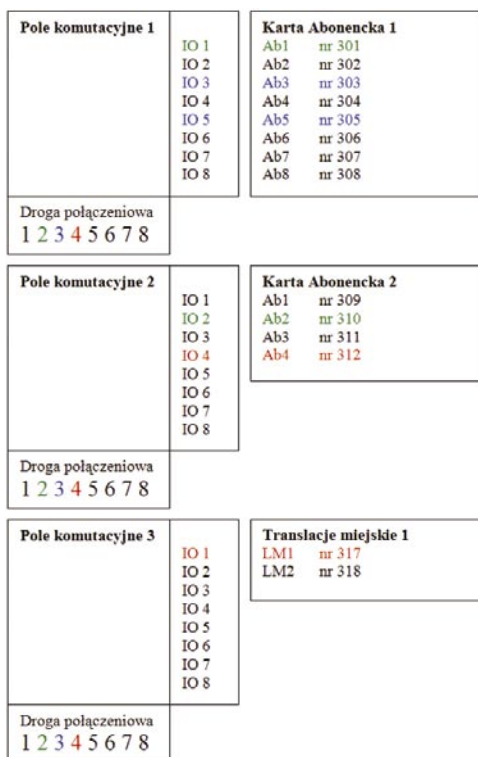 Pole komutacyjne 1
IO 1
IO 2
IO 3
IO 4
IO 5
IO 6
IO 7
IO 8
Droga połączeniowa
1 2 3 4 5 6 7 8
Karta Abonencka 1
Ab1 nr 301
Ab2 nr 302
Ab3 nr 303
Ab4 nr 304
Ab5 nr 305
Ab6 nr 306
Ab7 nr 307
Ab8 nr 308
Pole komutacyjne 2
IO 1
IO 2
IO 3
IO 4
IO 5
IO 6
IO 7
IO 8
Droga połączeniowa
1 2 3 4 5 6 7 8
Karta Abonencka 2
Ab1 nr 309
Ab2 nr 310
Ab3 nr 311
Ab4 nr 312
Pole komutacyjne 3
IO 1
IO 2
IO 3
IO 4
IO 5
IO 6
IO 7
IO 8
Droga połączeniowa
1 2 3 4 5 6 7 8
Translacje miejskie 1
LM1 nr 317
LM2 nr 318